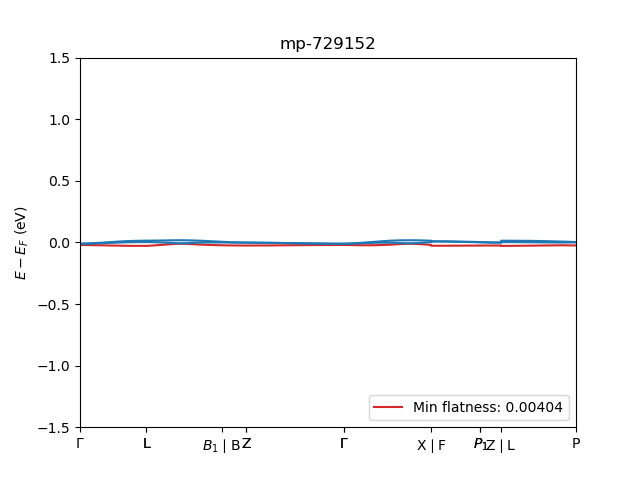 mp-729152
1.5
1.0
0.5
0.0
−0.5
−1.0
−1.5
E − E_F (eV)
Min flatness: 0.00404
Γ L B₁ | B Z Γ X | F P₁ Z | L P